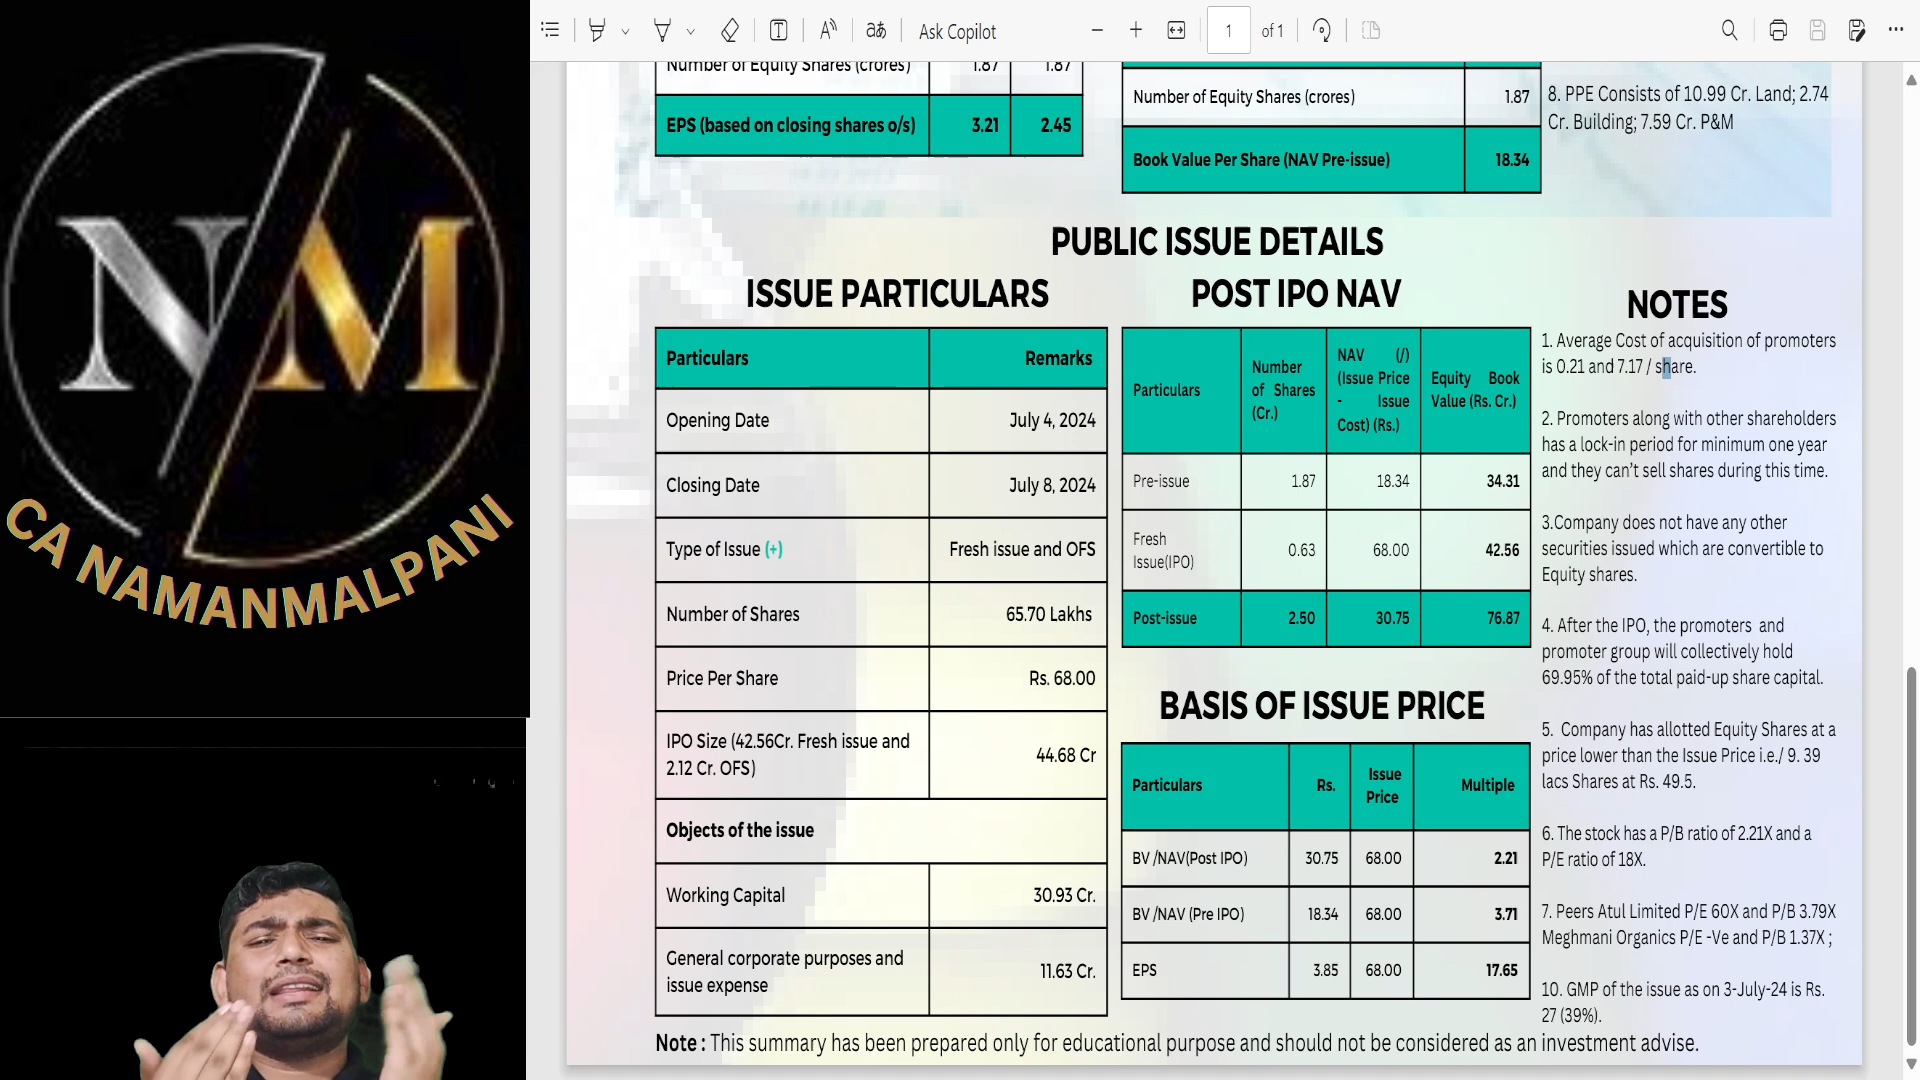 NM
CA NAMANMALPANI
Ask Copilot
1 of 1
Number of Equity Shares (crores) 1.87 1.87
EPS (based on closing shares o/s) 3.21 2.45
Number of Equity Shares (crores) 1.87
Book Value Per Share (NAV Pre-issue) 18.34
8. PPE Consists of 10.99 Cr. Land; 2.74
Cr. Building; 7.59 Cr. P&M
PUBLIC ISSUE DETAILS
ISSUE PARTICULARS
Particulars Remarks
Opening Date July 4, 2024
Closing Date July 8, 2024
Type of Issue (+) Fresh issue and OFS
Number of Shares 65.70 Lakhs
Price Per Share Rs. 68.00
IPO Size (42.56Cr. Fresh issue and
2.12 Cr. OFS) 44.68 Cr
Objects of the issue
Working Capital 30.93 Cr.
General corporate purposes and
issue expense 11.63 Cr.
POST IPO NAV
Particulars
Number
of Shares
(Cr.)
NAV (/)
(Issue Price
- Issue
Cost) (Rs.)
Equity Book
Value (Rs. Cr.)
Pre-issue 1.87 18.34 34.31
Fresh
Issue(IPO) 0.63 68.00 42.56
Post-issue 2.50 30.75 76.87
BASIS OF ISSUE PRICE
Particulars Rs. Issue
Price Multiple
BV /NAV(Post IPO) 30.75 68.00 2.21
BV /NAV (Pre IPO) 18.34 68.00 3.71
EPS 3.85 68.00 17.65
NOTES
1. Average Cost of acquisition of promoters
is 0.21 and 7.17 / share.
2. Promoters along with other shareholders
has a lock-in period for minimum one year
and they can't sell shares during this time.
3.Company does not have any other
securities issued which are convertible to
Equity shares.
4. After the IPO, the promoters and
promoter group will collectively hold
69.95% of the total paid-up share capital.
5. Company has allotted Equity Shares at a
price lower than the Issue Price i.e./ 9. 39
lacs Shares at Rs. 49.5.
6. The stock has a P/B ratio of 2.21X and a
P/E ratio of 18X.
7. Peers Atul Limited P/E 60X and P/B 3.79X
Meghmani Organics P/E -Ve and P/B 1.37X ;
10. GMP of the issue as on 3-July-24 is Rs.
27 (39%).
Note : This summary has been prepared only for educational purpose and should not be considered as an investment advise.